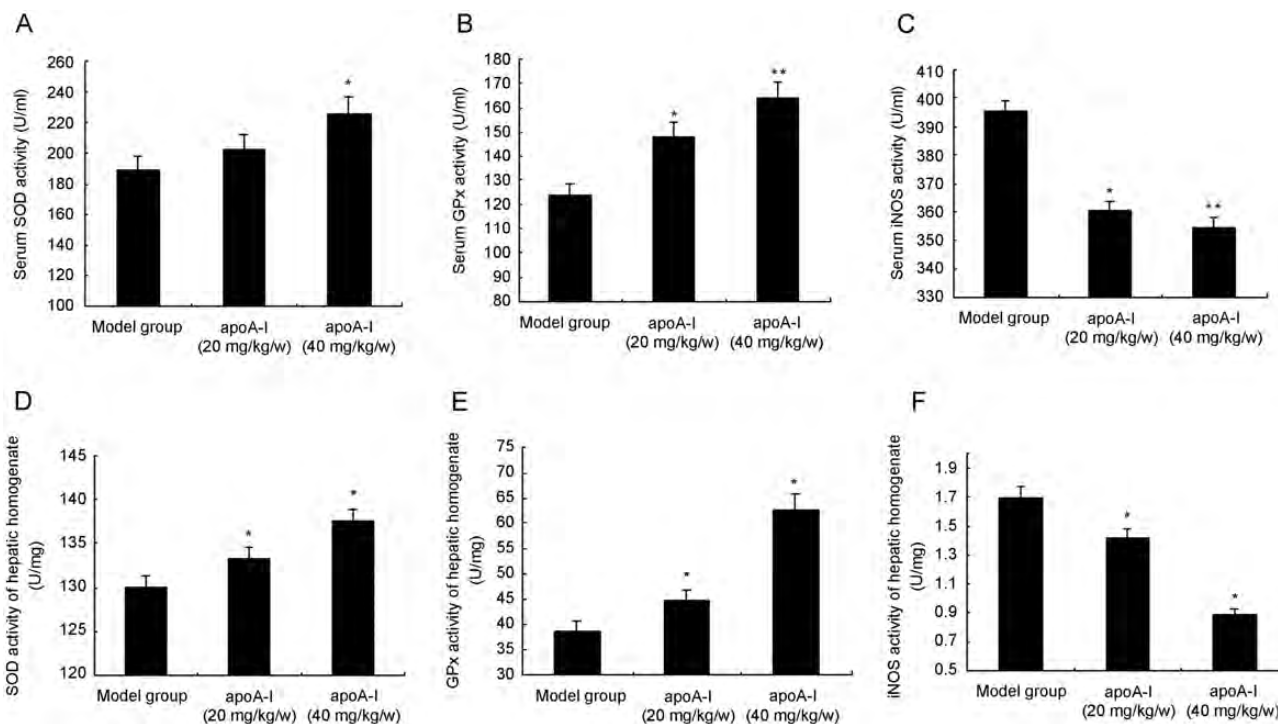 A
Serum SOD activity (U/ml)
260
240
220
200
180
160
140
120
100
*
Model group
apoA-I
(20 mg/kg/w)
apoA-I
(40 mg/kg/w)
B
Serum GPx activity (U/ml)
180
170
160
150
140
130
120
110
100
90
80
*
**
Model group
apoA-I
(20 mg/kg/w)
apoA-I
(40 mg/kg/w)
C
Serum iNOS activity (U/ml)
410
400
390
380
370
360
350
340
330
*
**
Model group
apoA-I
(20 mg/kg/w)
apoA-I
(40 mg/kg/w)
D
SOD activity of hepatic homogenate
(U/mg)
145
140
135
130
125
120
*
*
Model group
apoA-I
(20 mg/kg/w)
apoA-I
(40 mg/kg/w)
E
GPx activity of hepatic homogenate
(U/mg)
75
70
65
60
55
50
45
40
35
30
*
*
Model group
apoA-I
(20 mg/kg/w)
apoA-I
(40 mg/kg/w)
F
iNOS activity of hepatic homogenate
(U/mg)
1.9
1.7
1.5
1.3
1.1
0.9
0.7
0.5
*
*
Model group
apoA-I
(20 mg/kg/w)
apoA-I
(40 mg/kg/w)